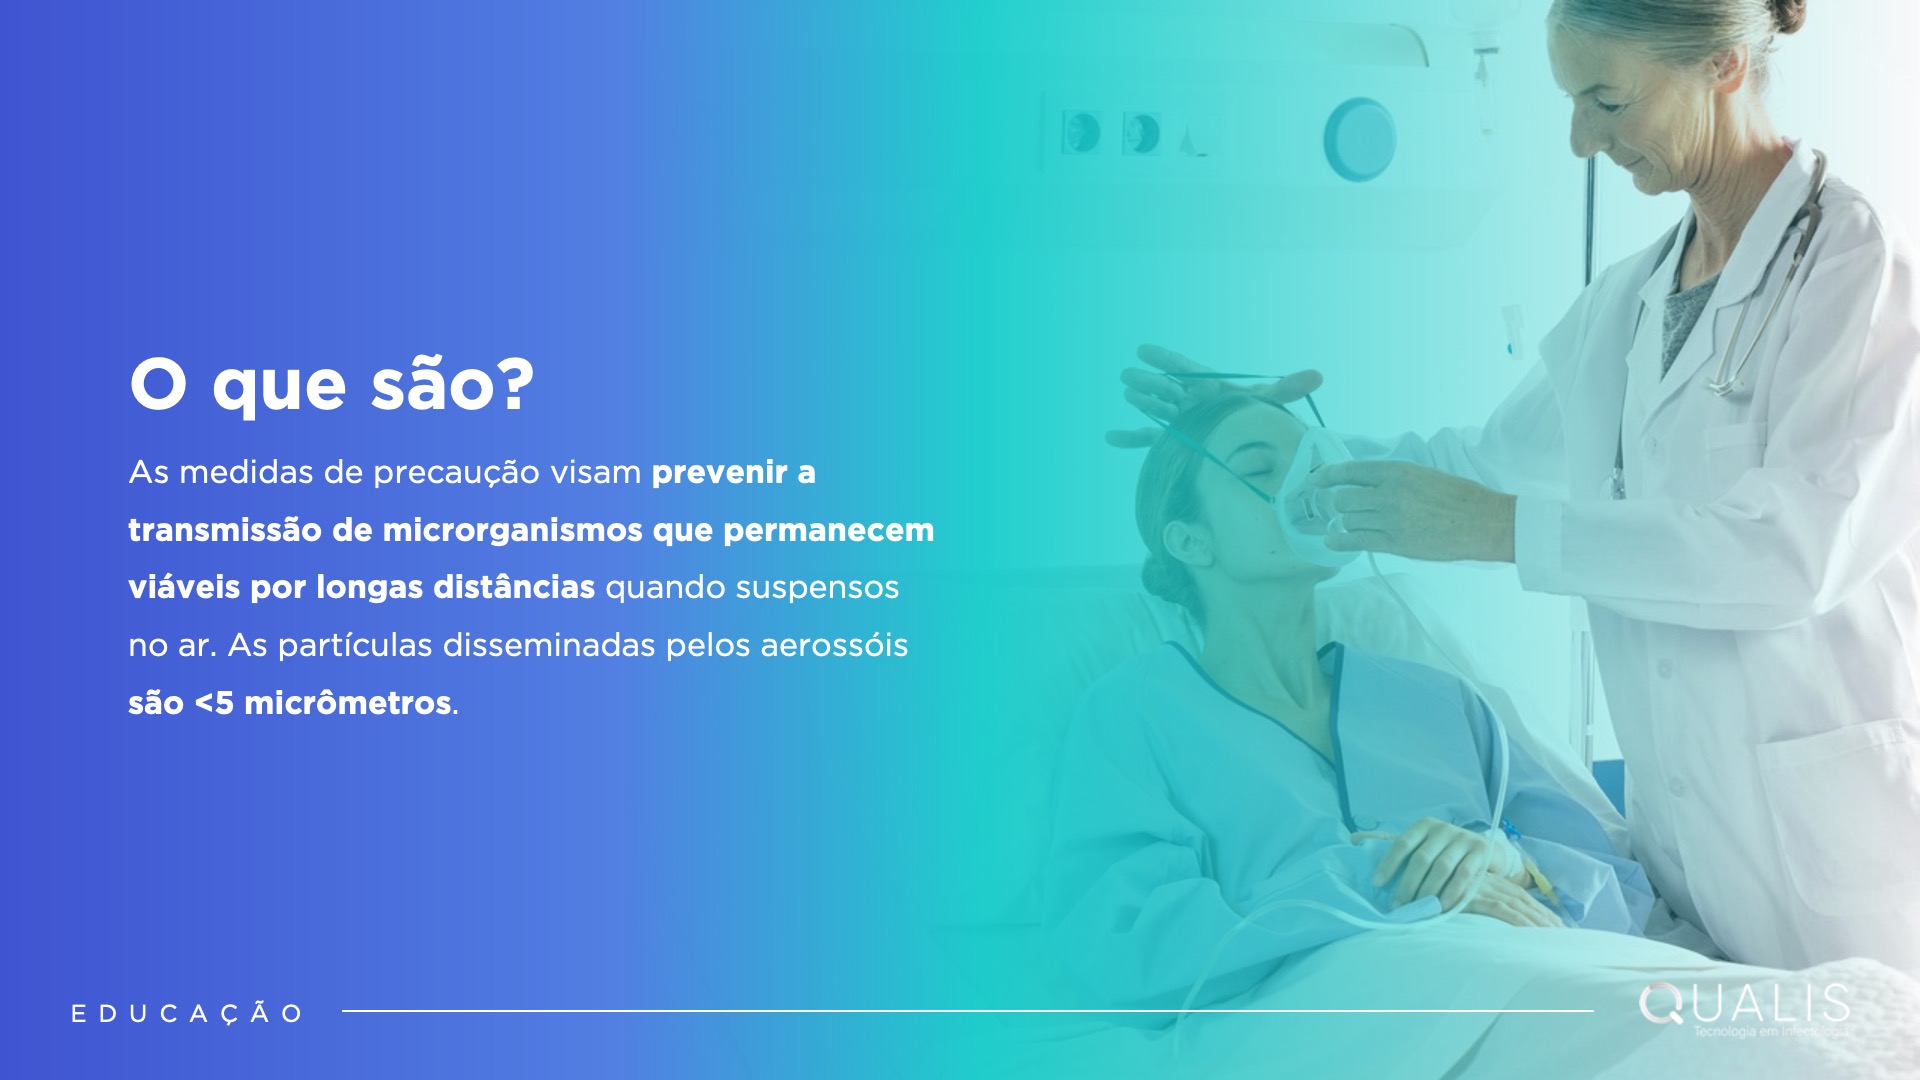 O que são?
As medidas de precaução visam prevenir a
transmissão de microrganismos que permanecem
viáveis por longas distâncias quando suspensos
no ar. As partículas disseminadas pelos aerossóis
são <5 micrômetros.
EDUCAÇÃO
QUALIS
Tecnologia em Infectologia